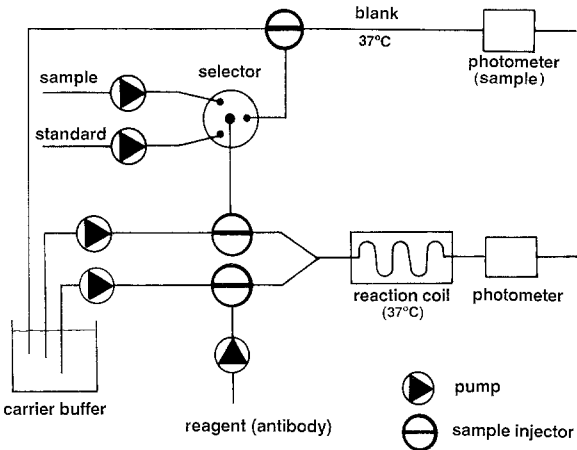 blank
37°C
photometer
(sample)
selector
sample
standard
reaction coil
(37°C)
photometer
carrier buffer
reagent (antibody)
pump
sample injector